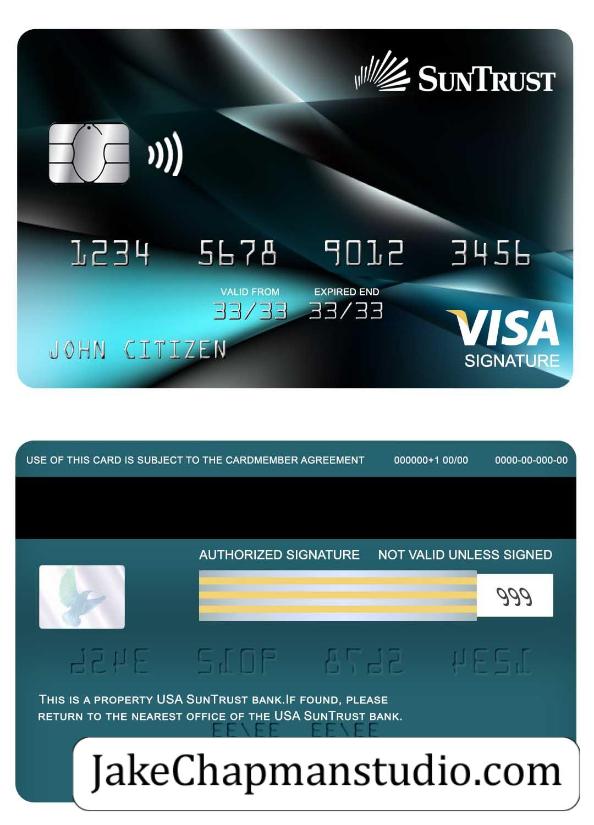 SUNTRUST
1234 5678 9012 3456
VALID FROM EXPIRED END
33/33 33/33
JOHN CITIZEN
VISA
SIGNATURE
USE OF THIS CARD IS SUBJECT TO THE CARDMEMBER AGREEMENT 000000+1 00/00 0000-00-000-00
AUTHORIZED SIGNATURE NOT VALID UNLESS SIGNED
999
THIS IS A PROPERTY USA SUNTRUST BANK.IF FOUND, PLEASE
RETURN TO THE NEAREST OFFICE OF THE USA SUNTRUST BANK.
JakeChapmanstudio.com